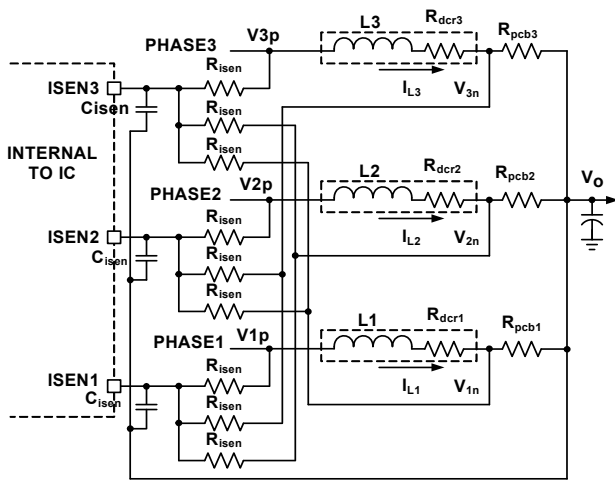 PHASE3 V3p L3 Rdcr3 Rpcb3
Risen
ISEN3
Cisen
Risen
Risen
IL3 V3n
INTERNAL
TO IC
PHASE2 V2p L2 Rdcr2 Rpcb2 Vo
Risen
ISEN2
Cisen
Risen
Risen
IL2 V2n
PHASE1 V1p L1 Rdcr1 Rpcb1
Risen
ISEN1
Cisen
Risen
Risen
IL1 V1n